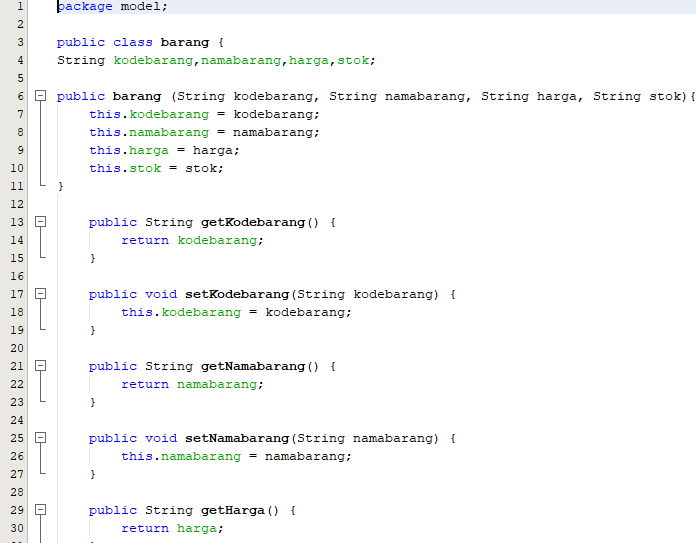 1 package model;
2
3 public class barang {
4 String kodebarang,namabarang,harga,stok;
5
6 public barang (String kodebarang, String namabarang, String harga, String stok){
7 this.kodebarang = kodebarang;
8 this.namabarang = namabarang;
9 this.harga = harga;
10 this.stok = stok;
11 }
12
13 public String getKodebarang() {
14 return kodebarang;
15 }
16
17 public void setKodebarang(String kodebarang) {
18 this.kodebarang = kodebarang;
19 }
20
21 public String getNamabarang() {
22 return namabarang;
23 }
24
25 public void setNamabarang(String namabarang) {
26 this.namabarang = namabarang;
27 }
28
29 public String getHarga() {
30 return harga;